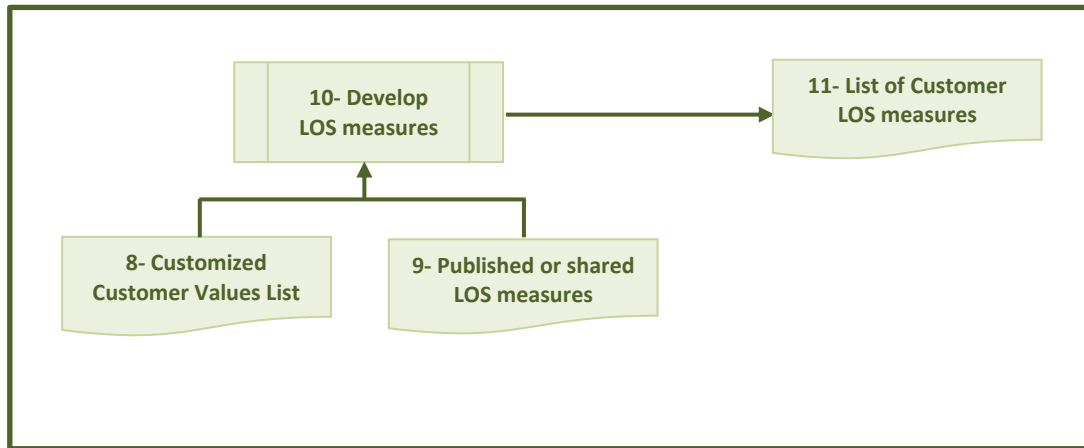 10- Develop
LOS measures
11- List of Customer
LOS measures
8- Customized
Customer Values List
9- Published or shared
LOS measures